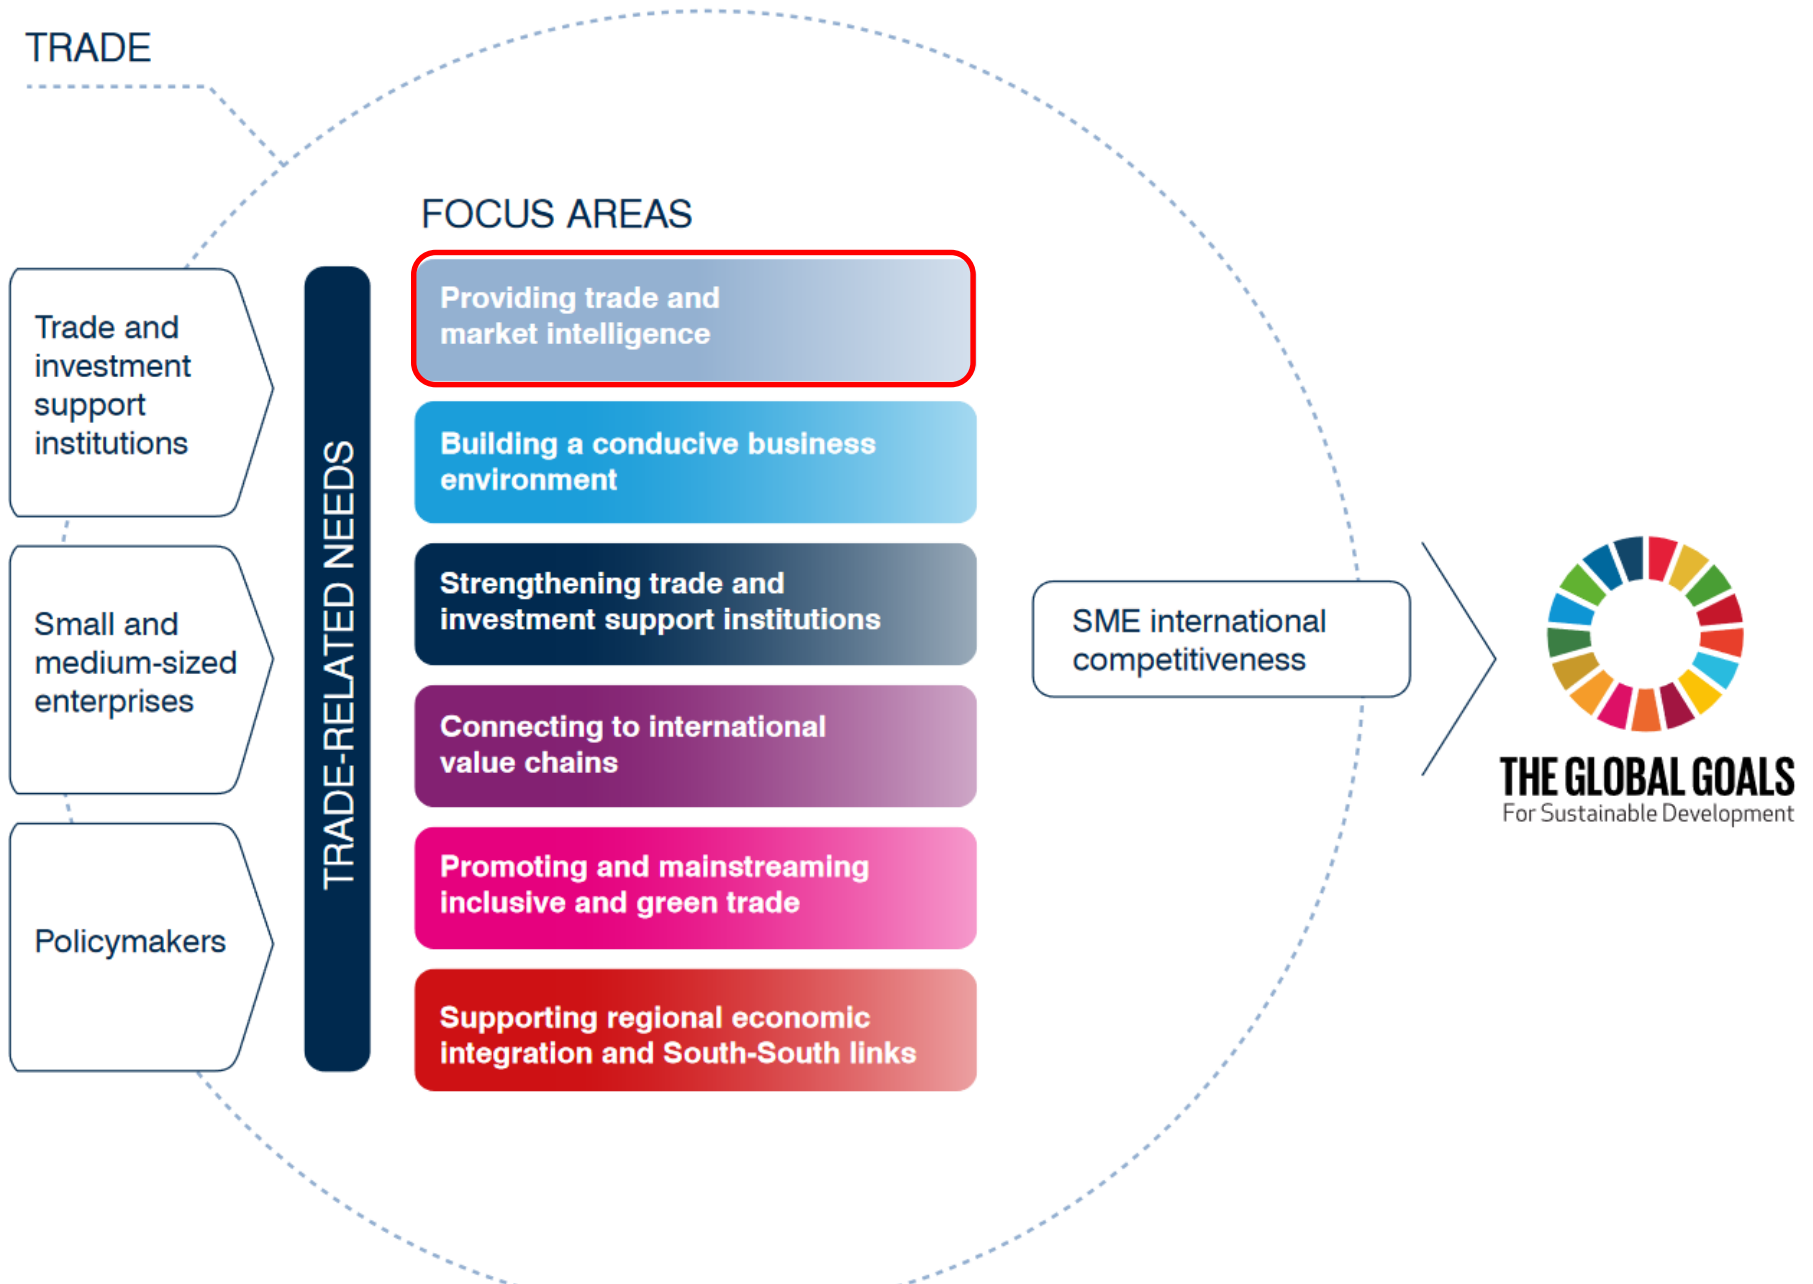 TRADE
FOCUS AREAS
Trade and
investment
support
institutions
Small and
medium-sized
enterprises
Policymakers
TRADE-RELATED NEEDS
Providing trade and
market intelligence
Building a conducive business
environment
Strengthening trade and
investment support institutions
Connecting to international
value chains
Promoting and mainstreaming
inclusive and green trade
Supporting regional economic
integration and South-South links
SME international
competitiveness
THE GLOBAL GOALS
For Sustainable Development